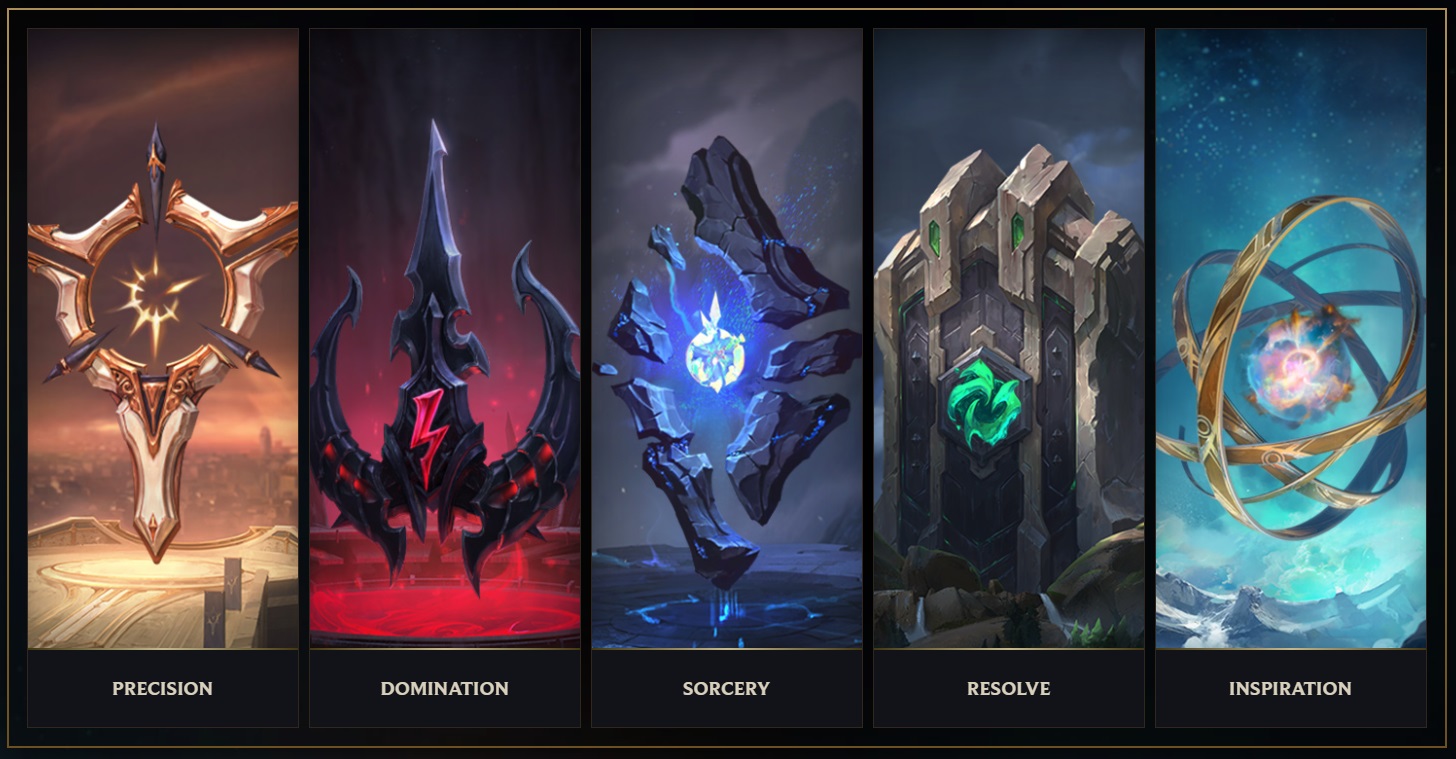 PRECISION
DOMINATION
SORCERY
RESOLVE
INSPIRATION